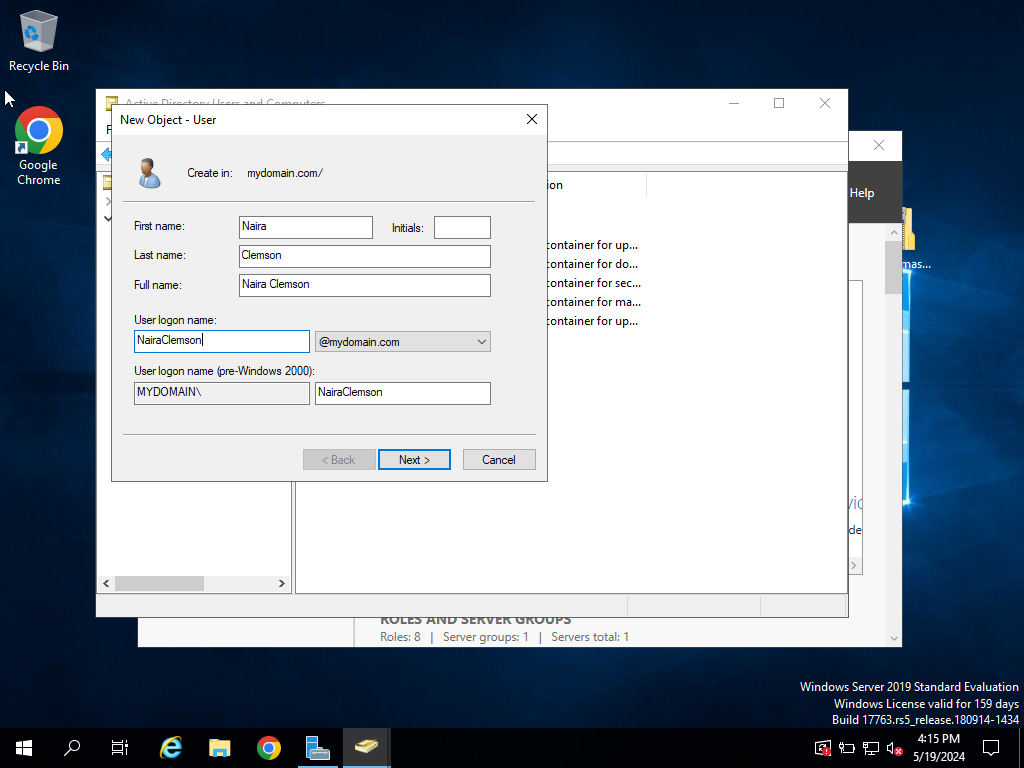 Recycle Bin
Google
Chrome
Active Directory Users and Computers
New Object - User
Create in:
mydomain.com/
First name:
Naira
Initials:
Last name:
Clemson
Full name:
Naira Clemson
User logon name:
NairaClemson
@mydomain.com
User logon name (pre-Windows 2000):
MYDOMAIN\
NairaClemson
< Back
Next >
Cancel
ion
container for up...
container for do...
container for sec...
container for ma...
container for up...
Help
mas...
de
ROLES AND SERVER GROUPS
Roles: 8 | Server groups: 1 | Servers total: 1
Windows Server 2019 Standard Evaluation
Windows License valid for 159 days
Build 17763.rs5_release.180914-1434
4:15 PM
5/19/2024